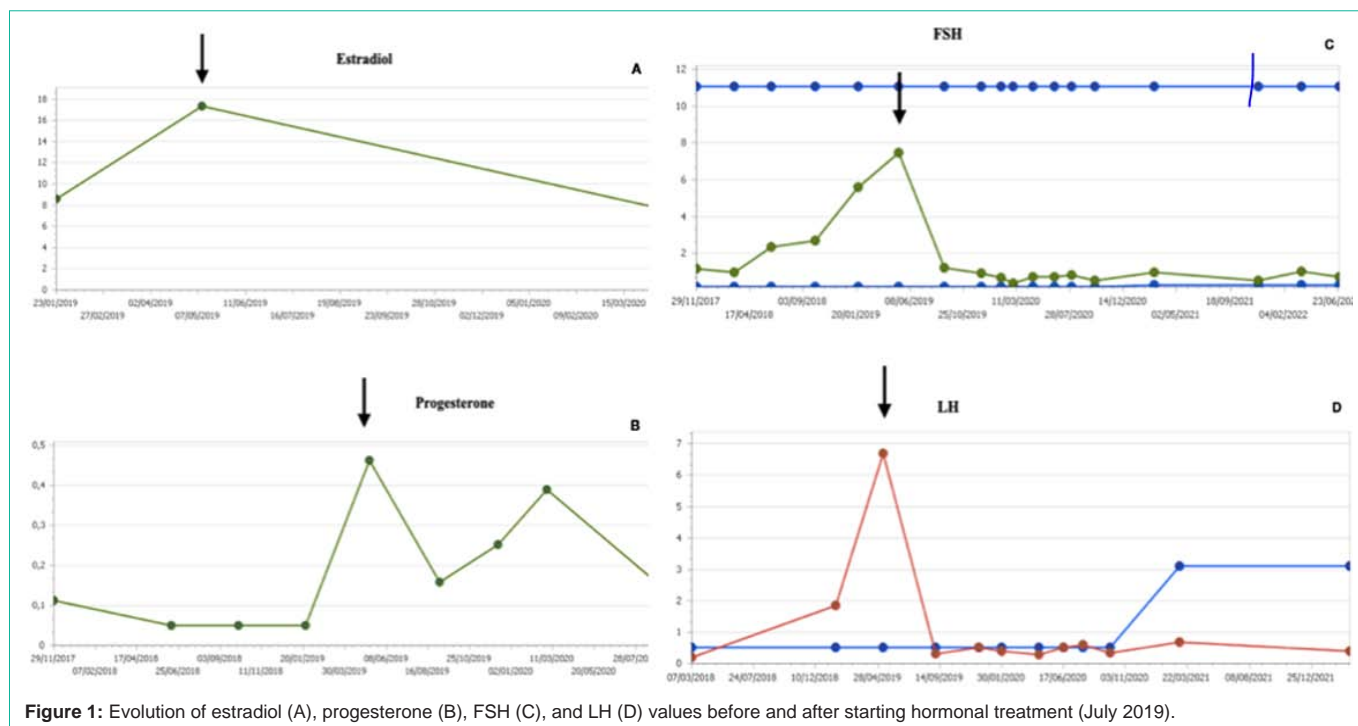 Estradiol
A
18
16
14
12
10
8
6
4
2
0
23/01/2019 02/04/2019 11/06/2019 19/08/2019 28/10/2019 05/01/2020 15/03/2020
27/02/2019 07/05/2019 16/07/2019 23/09/2019 02/12/2019 09/02/2020
FSH
C
12
10
8
6
4
2
29/11/2017 03/09/2018 08/06/2019 11/03/2020 14/12/2020 18/09/2021 23/06/2022
17/04/2018 20/01/2019 25/10/2019 28/07/2020 02/05/2021 04/02/2022
Progesterone
B
0,5
0,4
0,3
0,2
0,1
0
29/11/2017 17/04/2018 03/09/2018 20/01/2019 08/06/2019 25/10/2019 11/03/2020 28/07/2020
07/02/2018 25/06/2018 11/11/2018 30/03/2019 16/08/2019 02/01/2020 20/05/2020
LH
D
7
6
5
4
3
2
1
0
07/03/2018 24/07/2018 10/12/2018 28/04/2019 14/09/2019 30/01/2020 17/06/2020 03/11/2020 22/03/2021 08/08/2021 25/12/2021
Figure 1: Evolution of estradiol (A), progesterone (B), FSH (C), and LH (D) values before and after starting hormonal treatment (July 2019).